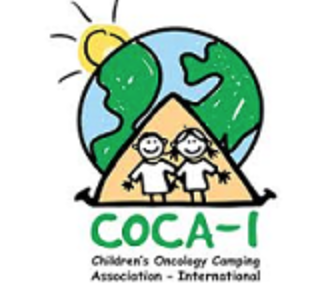 COCA-I
Children's Oncology Camping
Association - International